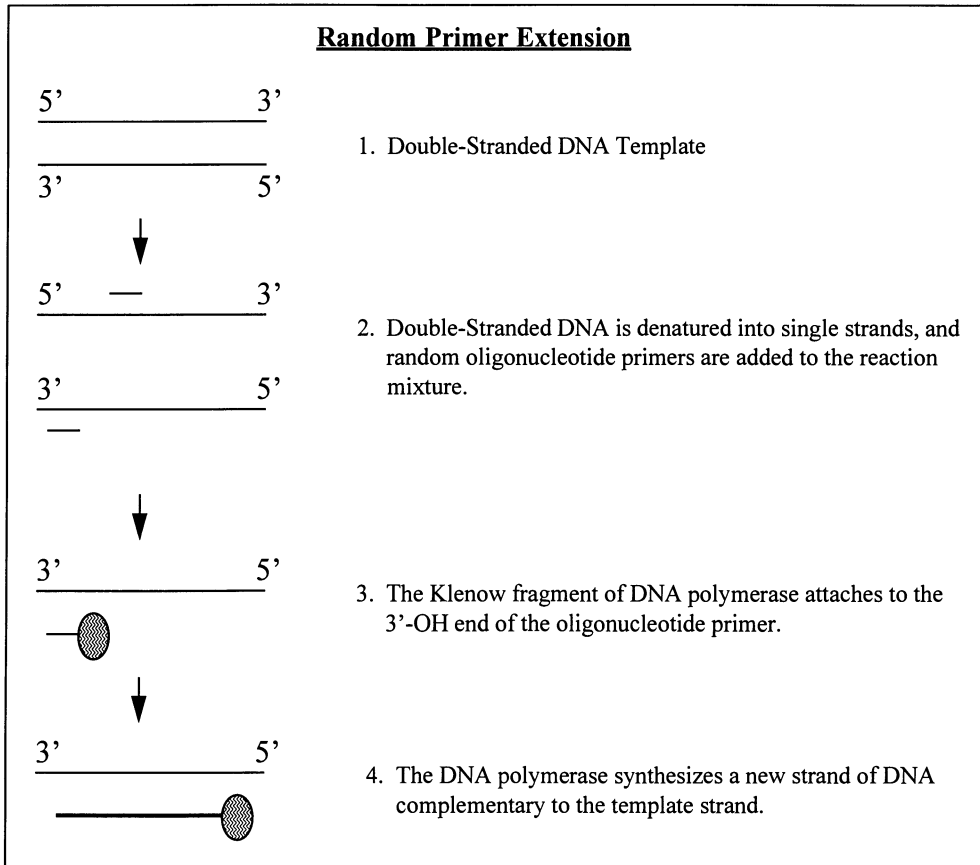 Random Primer Extension
5’ 3’
1. Double-Stranded DNA Template
3’ 5’
5’ 3’
2. Double-Stranded DNA is denatured into single strands, and
random oligonucleotide primers are added to the reaction
mixture.
3’ 5’
3’ 5’
3. The Klenow fragment of DNA polymerase attaches to the
3’-OH end of the oligonucleotide primer.
3’ 5’
4. The DNA polymerase synthesizes a new strand of DNA
complementary to the template strand.